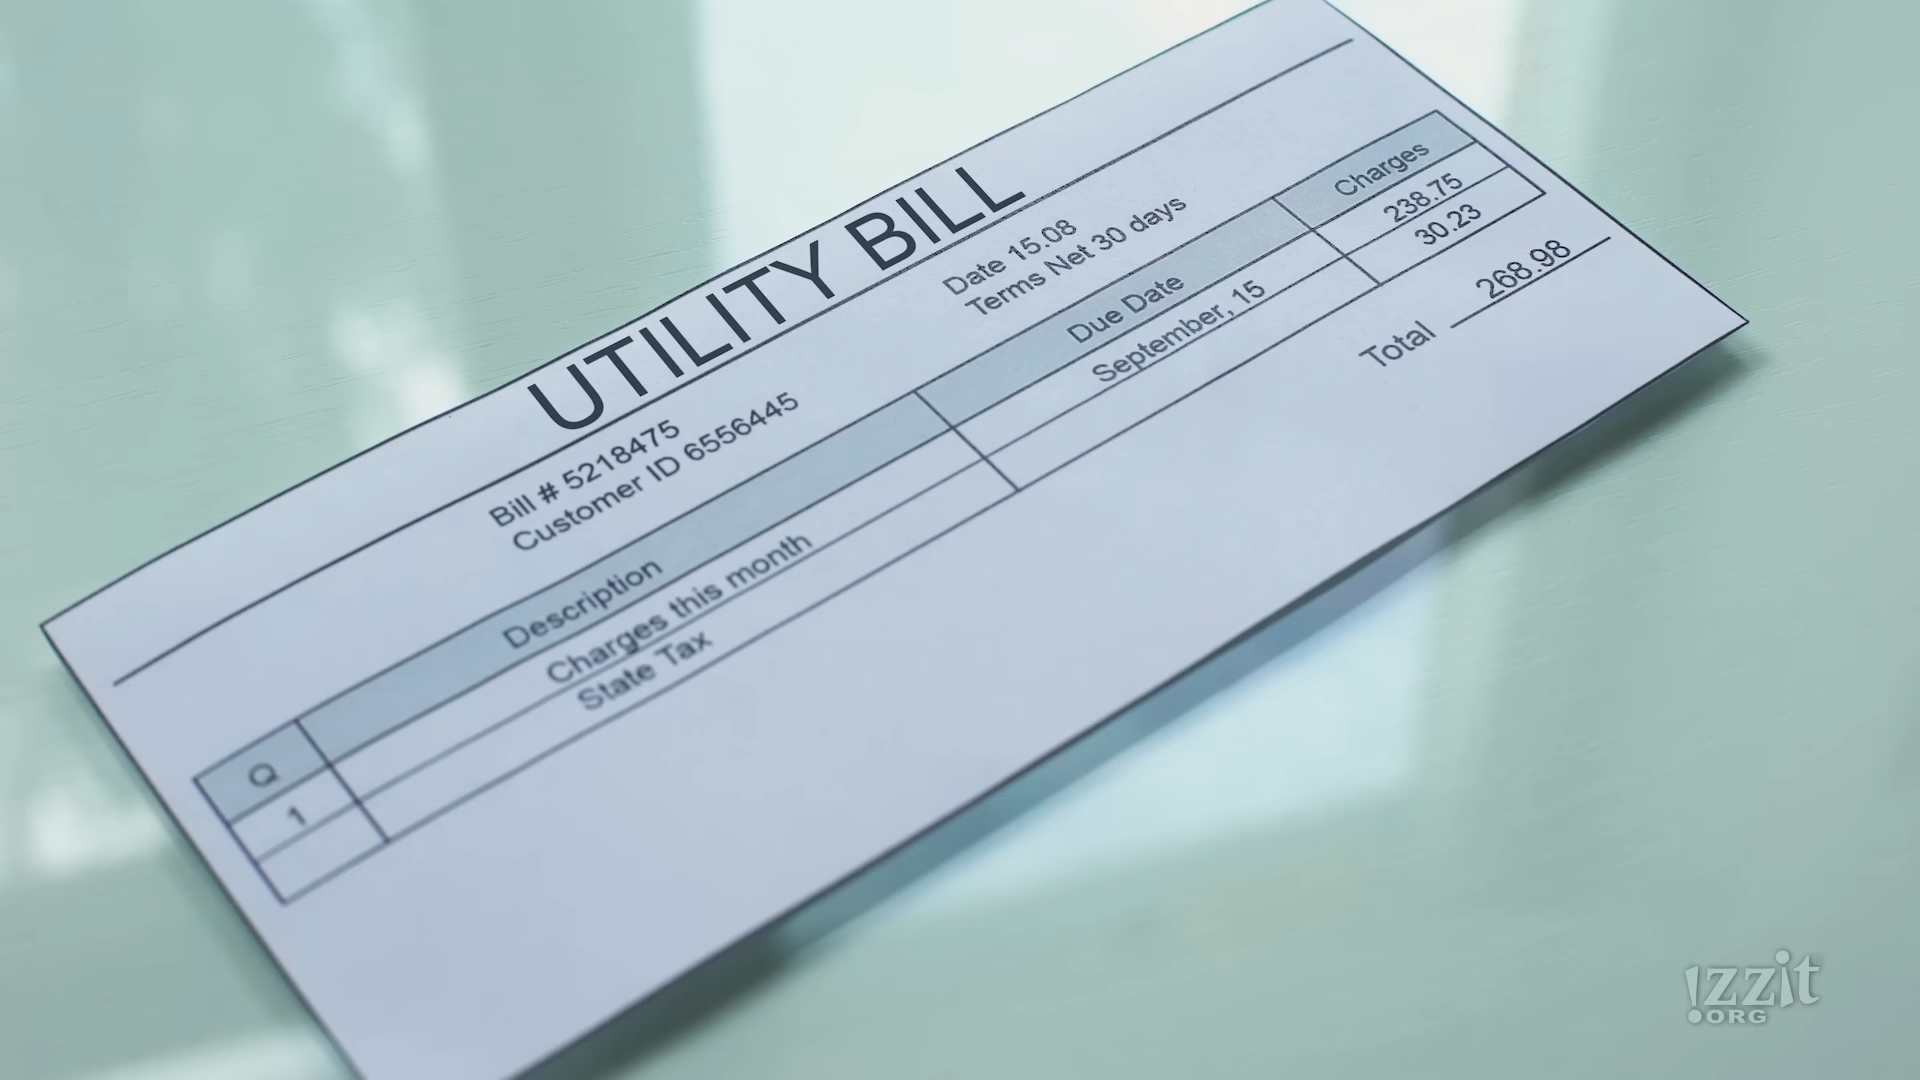 UTILITY BILL
Bill # 5218475
Date 15.08
Customer ID 6556445
Terms Net 30 days
Q Description Due Date Charges
1 Charges this month September, 15 238.75
State Tax 30.23
Total 268.98
!zzit
.ORG